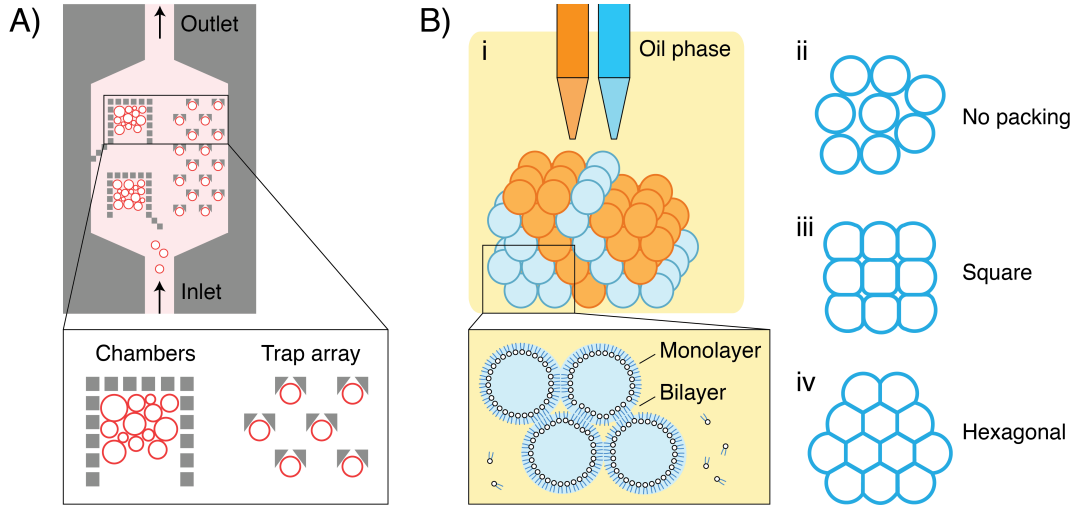 A)
Outlet
Inlet
Chambers
Trap array
B)
i
Oil phase
Monolayer
Bilayer
ii
No packing
iii
Square
iv
Hexagonal